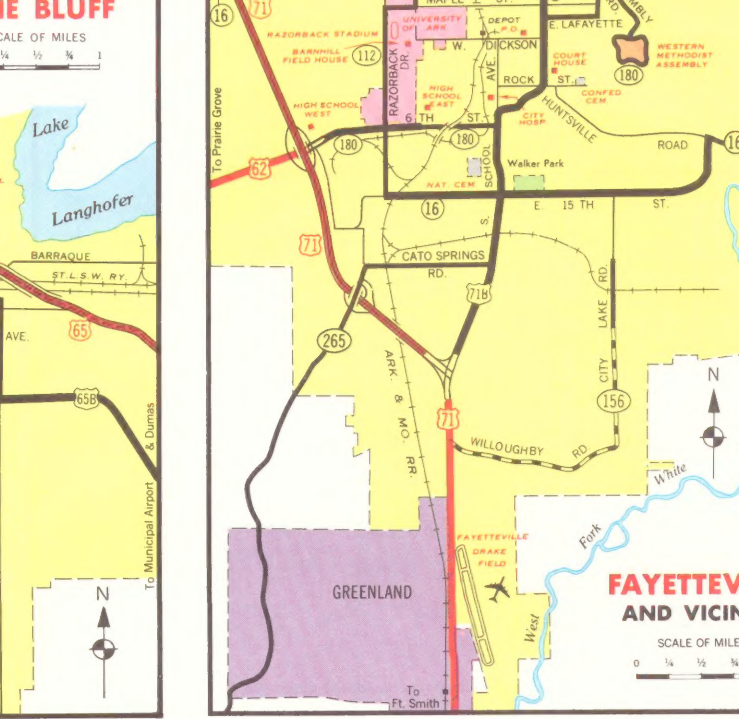 E BLUFF
CALE OF MILES
¼ ½ ¾ 1
Lake
Langhofer
BARRAQUE
ST.L.S.W. RY.
65
AVE.
65B
To Municipal Airport & Dumas
N
16
71
MAPLE ST.
UNIVERSITY
OF ARK
RAZORBACK STADIUM
BARNHILL
FIELD HOUSE
112
RAZORBACK
DR.
DEPOT
P.O.
W. DICKSON
E. LAFAYETTE
WESTERN
METHODIST
ASSEMBLY
180
COURT
HOUSE
ROCK ST.
AVE.
CONFED
CEM.
HIGH
SCHOOL
EAST
HIGH SCHOOL
WEST
6 TH ST.
CITY
HOSP.
HUNTSVILLE
ROAD
16
To Prairie Grove
180
180
62
Walker Park
NAT. CEM.
S. SCHOOL
16
E. 15 TH ST.
71
CATO SPRINGS
RD.
71B
CITY LAKE RD.
265
ARK. & MO. RR.
156
N
71
WILLOUGHBY RD
West Fork White
FAYETTEVILLE
DRAKE
FIELD
GREENLAND
FAYETTEV
AND VICIN
SCALE OF MILE
0 ¼ ½ ¾
To
Ft. Smith